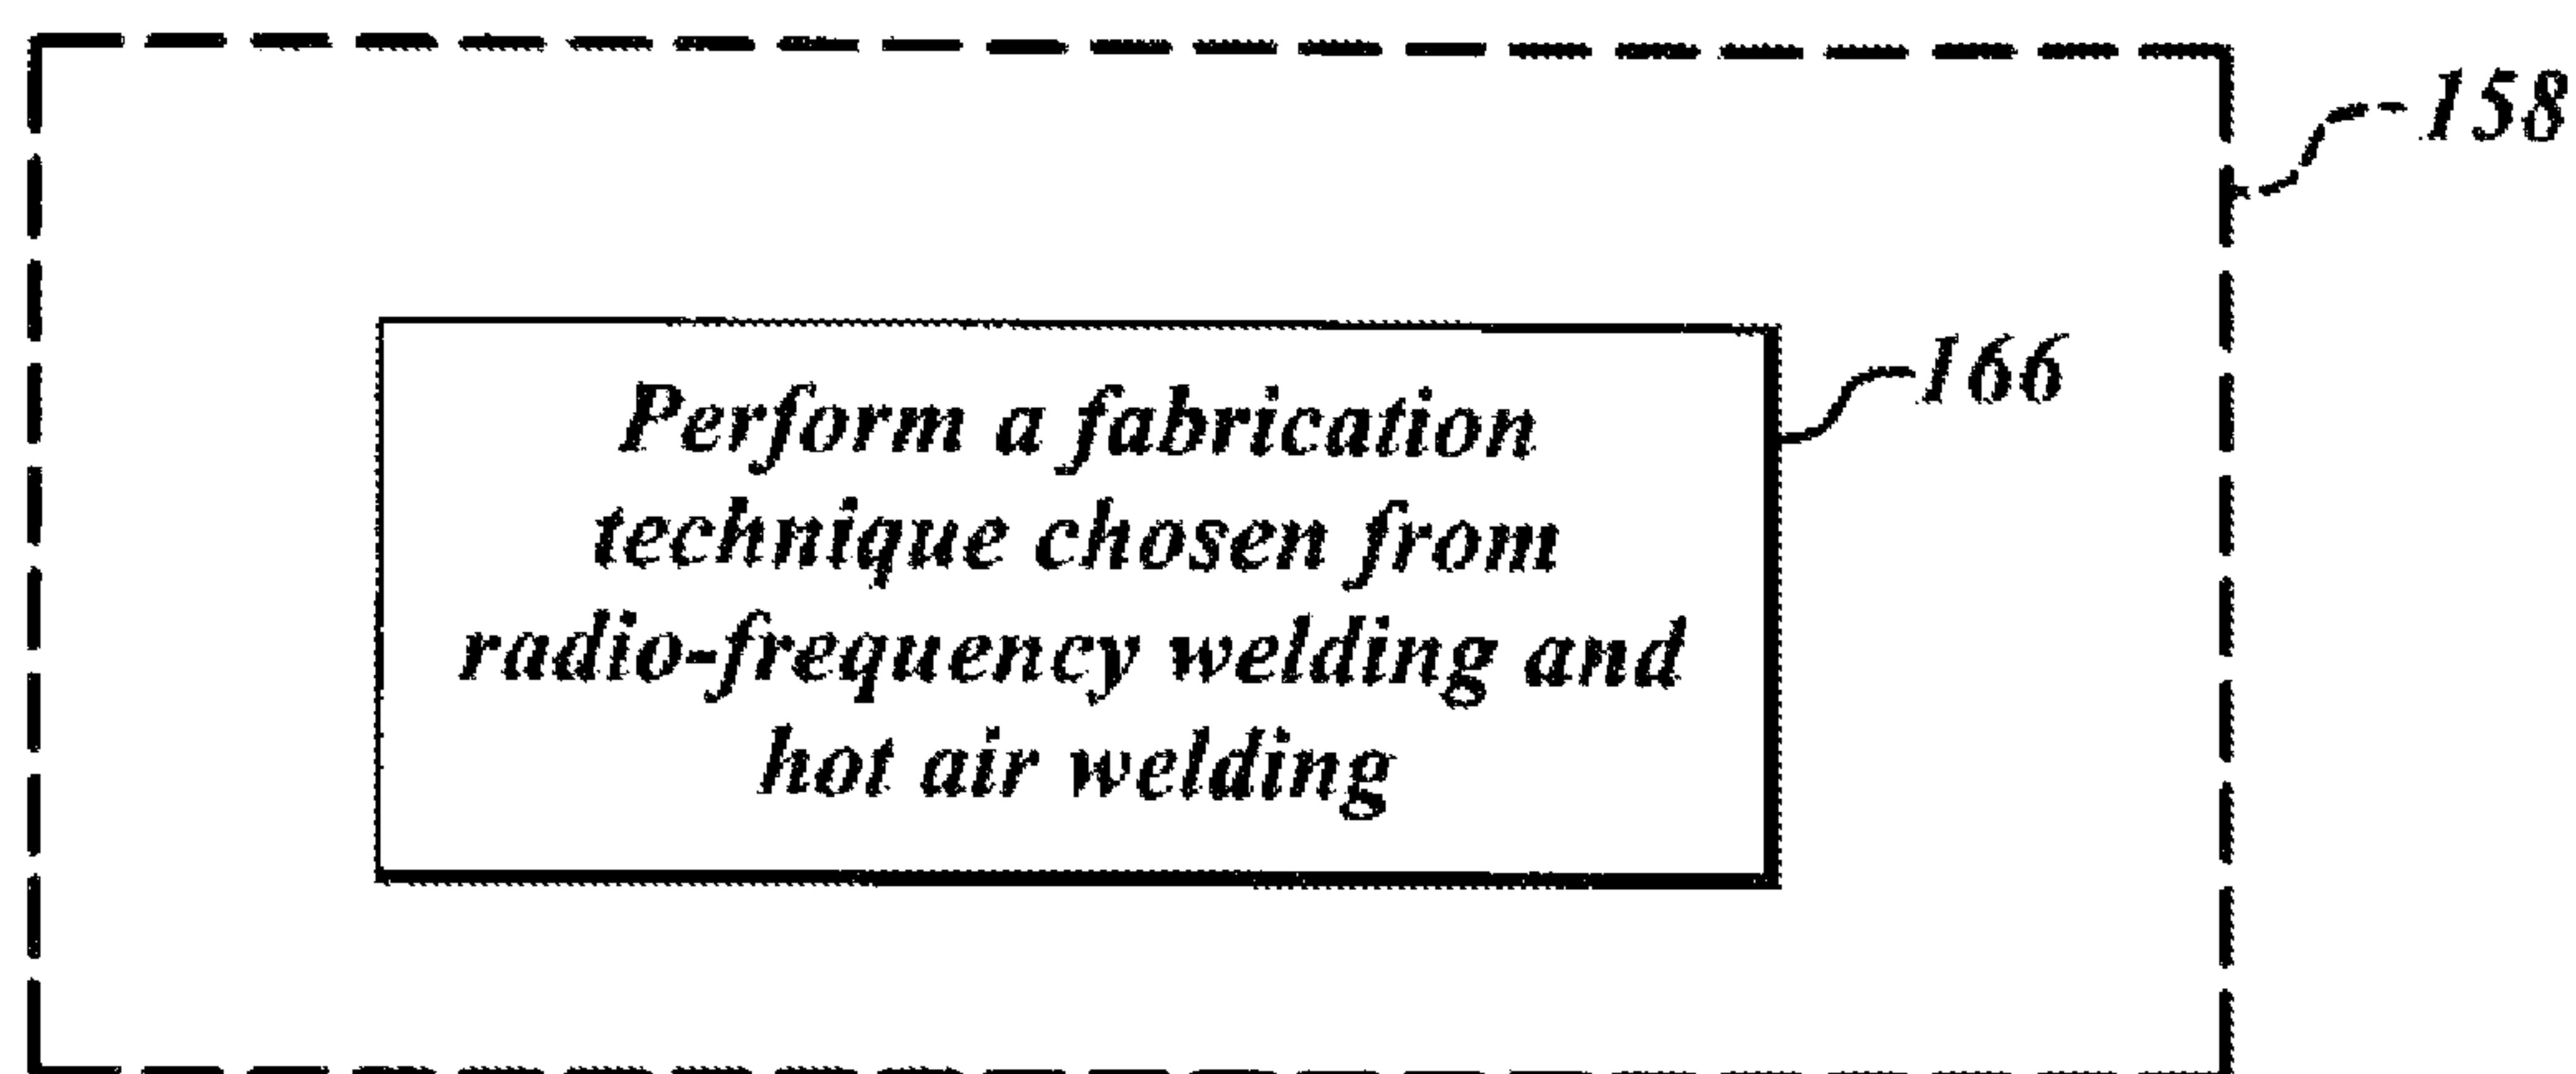 158
166
Perform a fabrication
technique chosen from
radio-frequency welding and
hot air welding